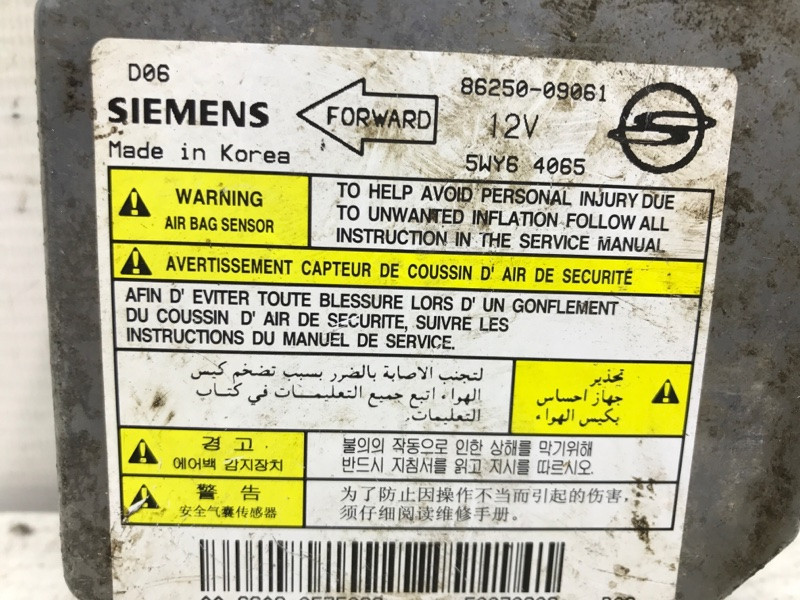 D06
SIEMENS
Made in Korea
FORWARD
86250-09061
12V
5WY6 4065
WARNING
AIR BAG SENSOR
TO HELP AVOID PERSONAL INJURY DUE
TO UNWANTED INFLATION FOLLOW ALL
INSTRUCTION IN THE SERVICE MANUAL
AVERTISSEMENT CAPTEUR DE COUSSIN D' AIR DE SECURITÉ
AFIN D' EVITER TOUTE BLESSURE LORS D' UN GONFLEMENT
DU COUSSIN D' AIR DE SECURITE, SUIVRE LES
INSTRUCTIONS DU MANUEL DE SERVICE.
لتجنب الاصابة بالضرر بسبب تضخم كيس
الهواء اتبع جميع التعليمات في كتاب
التعليمات.
تحذير
جهاز احساس
بكيس الهواء
경 고
에어백 감지장치
불의의 작동으로 인한 상해를 막기위해
반드시 지침서를 읽고 지시를 따르시오.
警 告
安全气囊传感器
为了防止因操作不当而引起的伤害,
须仔细阅读维修手册.